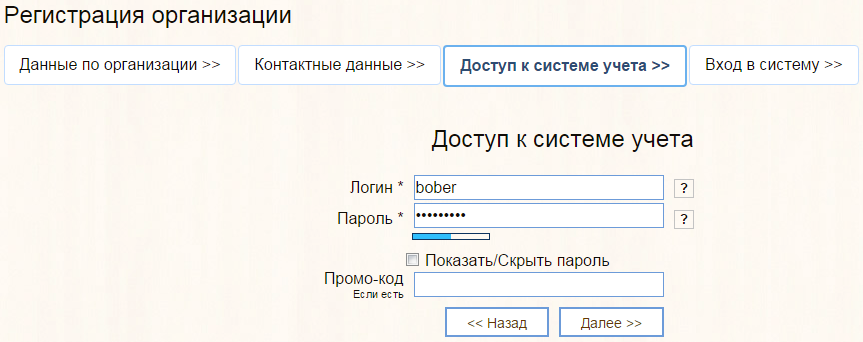 Регистрация организации
Данные по организации >> Контактные данные >> Доступ к системе учета >> Вход в систему >>
Доступ к системе учета
Логин * bober ?
Пароль * ••••••••• ?
Показать/Скрыть пароль
Промо-код
Если есть
<< Назад Далее >>